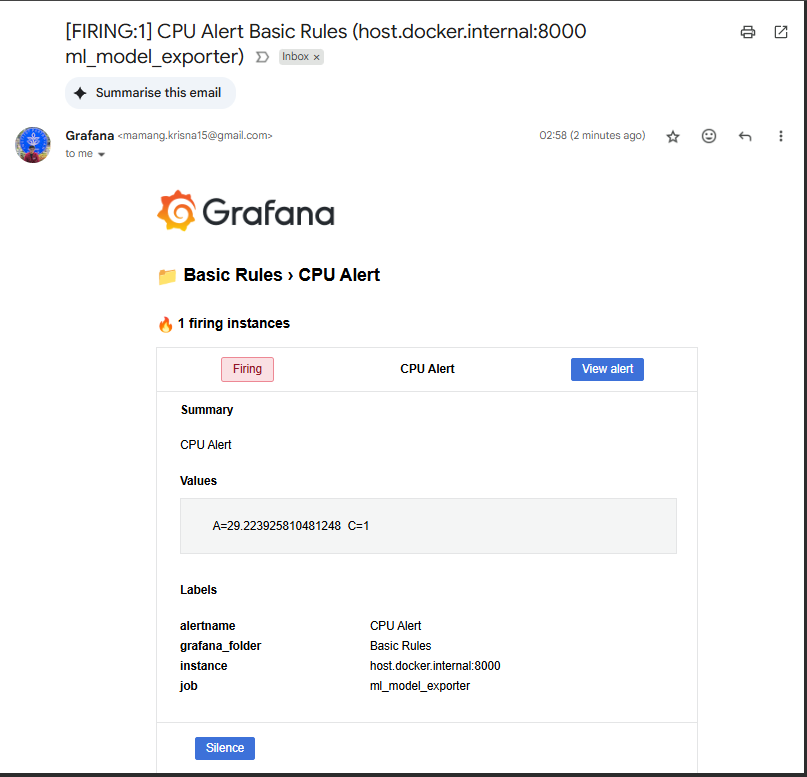 [FIRING:1] CPU Alert Basic Rules (host.docker.internal:8000
ml_model_exporter) Inbox ×
Summarise this email
Grafana <mamang.krisna15@gmail.com> 02:58 (2 minutes ago)
to me
Grafana
Basic Rules › CPU Alert
1 firing instances
Firing CPU Alert View alert
Summary
CPU Alert
Values
A=29.223925810481248 C=1
Labels
alertname CPU Alert
grafana_folder Basic Rules
instance host.docker.internal:8000
job ml_model_exporter
Silence